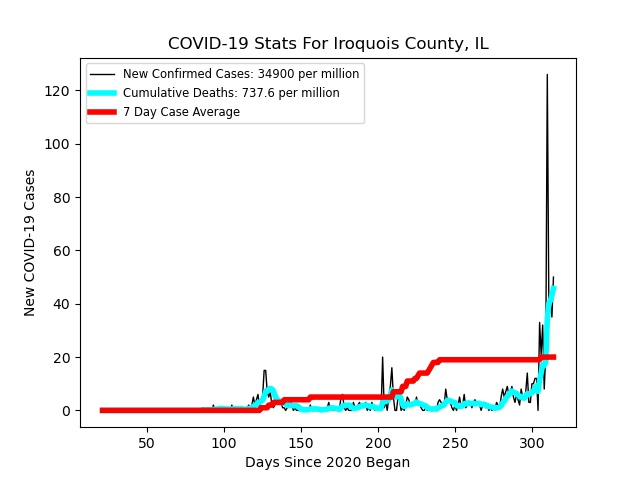 COVID-19 Stats For Iroquois County, IL
New Confirmed Cases: 34900 per million
Cumulative Deaths: 737.6 per million
7 Day Case Average
120
100
80
60
40
20
0
New COVID-19 Cases
50 100 150 200 250 300
Days Since 2020 Began